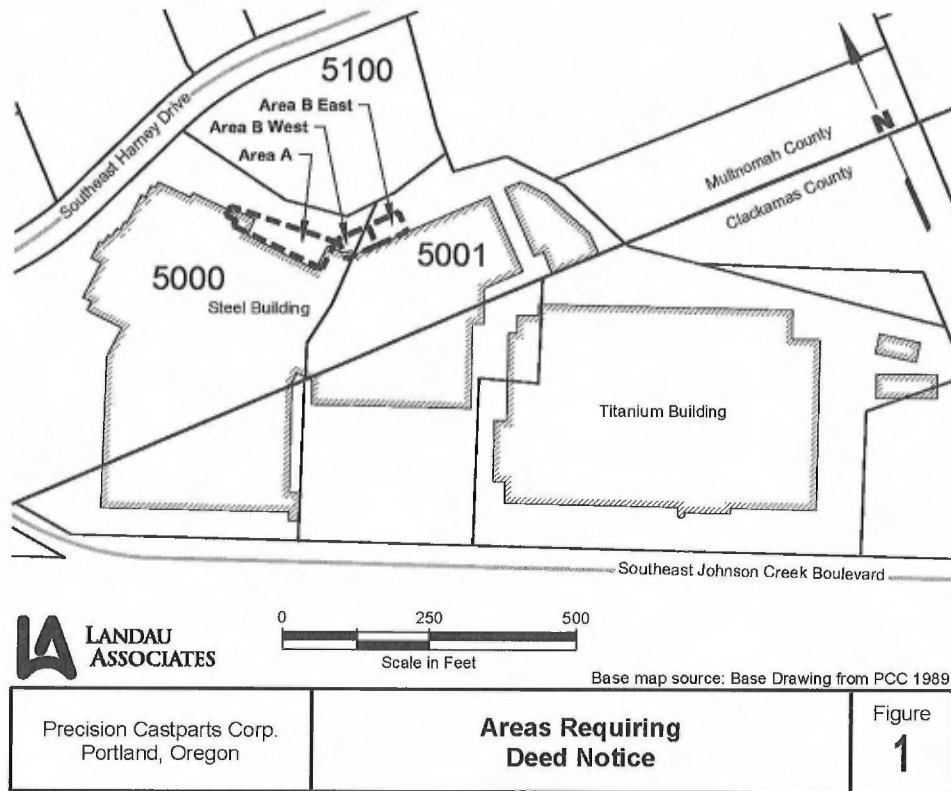 5100
Area B East
Area B West
Area A
Southeast Harney Drive
N
Multnomah County
Clackamas County
5000
5001
Steel Building
Titanium Building
Southeast Johnson Creek Boulevard
LA
LANDAU
ASSOCIATES
0 250 500
Scale in Feet
Base map source: Base Drawing from PCC 1989
Precision Castparts Corp.
Portland, Oregon
Areas Requiring
Deed Notice
Figure
1